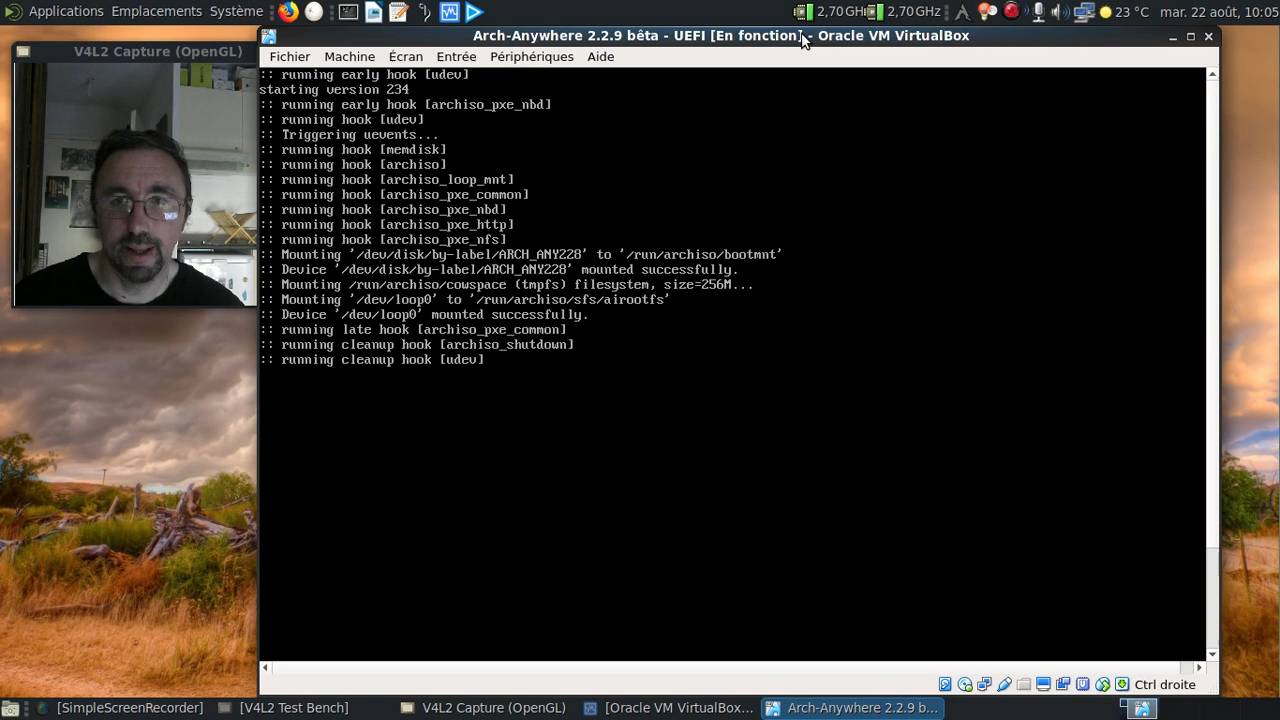 Applications Emplacements Système
2,70 GHz 2,70 GHz 23 °C mar. 22 août, 10:05
V4L2 Capture (OpenGL)
Arch-Anywhere 2.2.9 bêta - UEFI [En fonction] - Oracle VM VirtualBox
Fichier Machine Écran Entrée Périphériques Aide
:: running early hook [udev]
starting version 234
:: running early hook [archiso_pxe_nbd]
:: running hook [udev]
:: Triggering uevents...
:: running hook [memdisk]
:: running hook [archiso]
:: running hook [archiso_loop_mnt]
:: running hook [archiso_pxe_common]
:: running hook [archiso_pxe_nbd]
:: running hook [archiso_pxe_http]
:: running hook [archiso_pxe_nfs]
:: Mounting '/dev/disk/by-label/ARCH_ANY228' to '/run/archiso/bootmnt'
:: Device '/dev/disk/by-label/ARCH_ANY228' mounted successfully.
:: Mounting /run/archiso/cowspace (tmpfs) filesystem, size=256M...
:: Mounting '/dev/loop0' to '/run/archiso/sfs/airootfs'
:: Device '/dev/loop0' mounted successfully.
:: running late hook [archiso_pxe_common]
:: running cleanup hook [archiso_shutdown]
:: running cleanup hook [udev]
Ctrl droite
[SimpleScreenRecorder] [V4L2 Test Bench] V4L2 Capture (OpenGL) [Oracle VM VirtualBox... Arch-Anywhere 2.2.9 b...